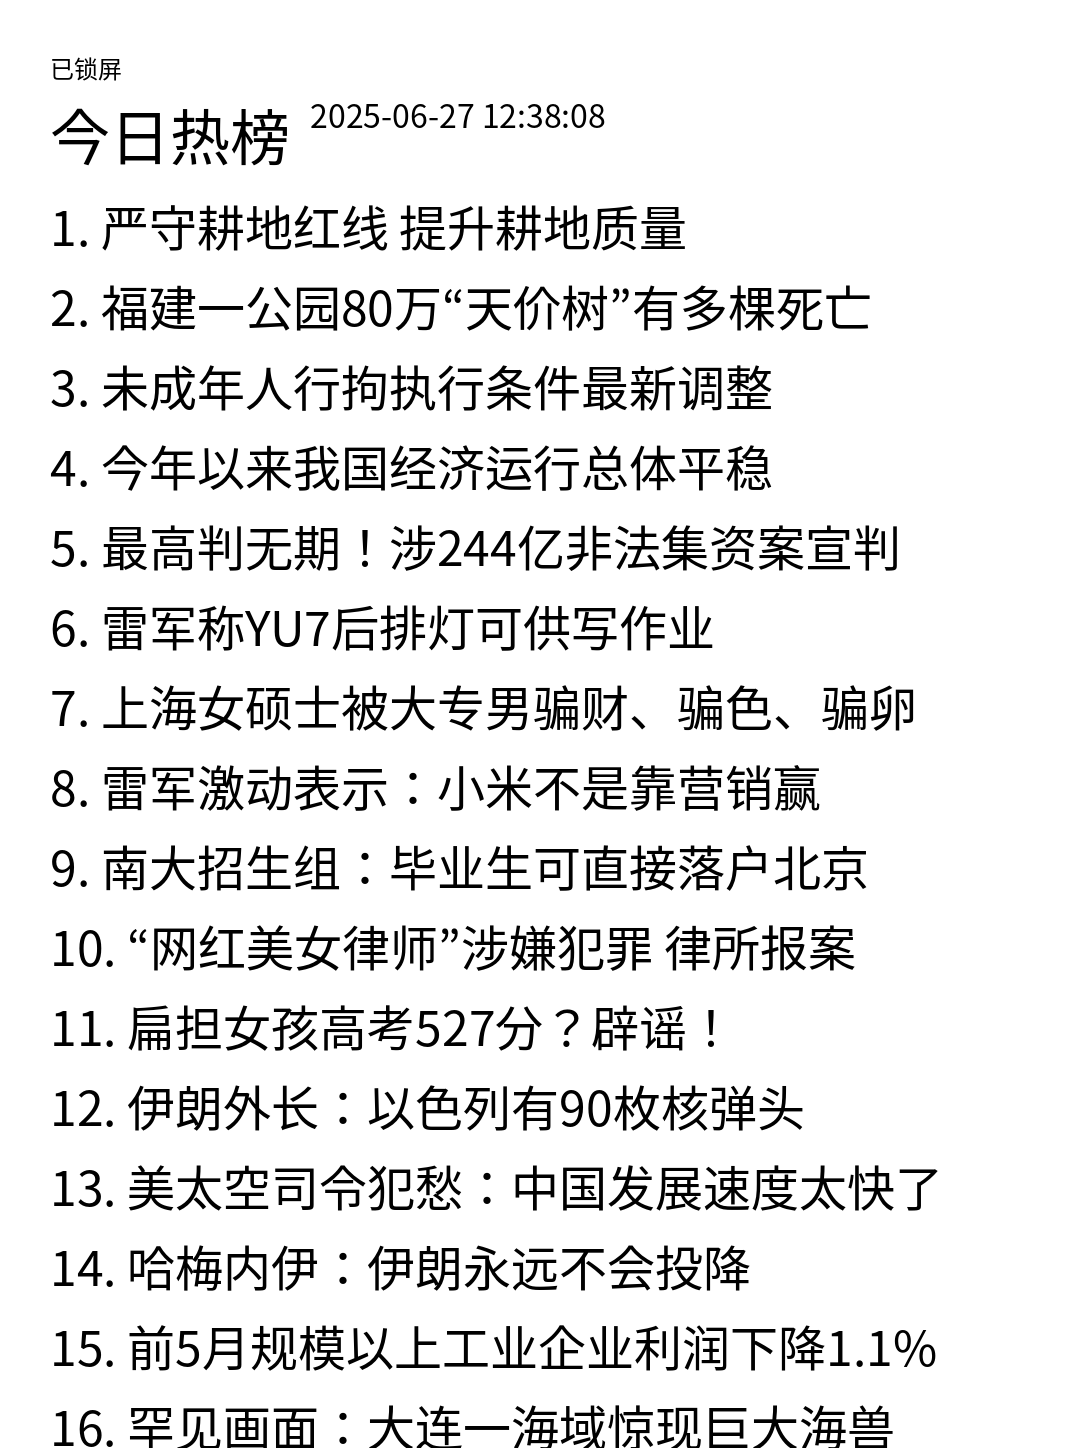 已锁屏
今日热榜 2025-06-27 12:38:08
1. 严守耕地红线 提升耕地质量
2. 福建一公园80万“天价树”有多棵死亡
3. 未成年人行拘执行条件最新调整
4. 今年以来我国经济运行总体平稳
5. 最高判无期！涉244亿非法集资案宣判
6. 雷军称YU7后排灯可供写作业
7. 上海女硕士被大专男骗财、骗色、骗卵
8. 雷军激动表示：小米不是靠营销赢
9. 南大招生组：毕业生可直接落户北京
10. “网红美女律师”涉嫌犯罪 律所报案
11. 扁担女孩高考527分？辟谣！
12. 伊朗外长：以色列有90枚核弹头
13. 美太空司令犯愁：中国发展速度太快了
14. 哈梅内伊：伊朗永远不会投降
15. 前5月规模以上工业企业利润下降1.1%
16. 罕见画面：大连一海域惊现巨大海兽